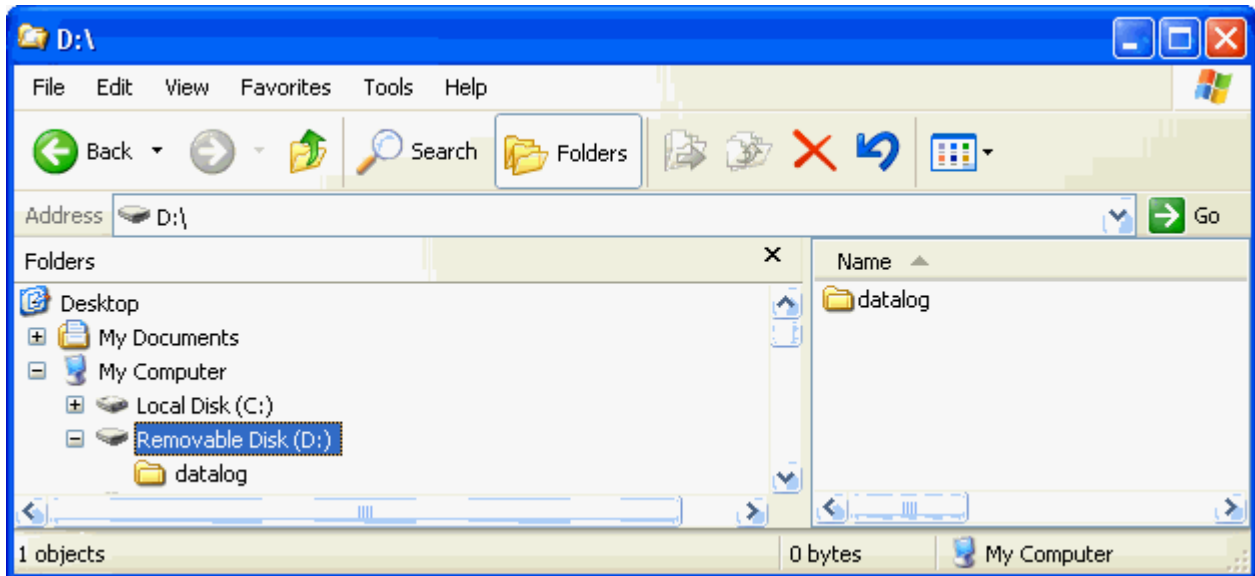 D:\
File Edit View Favorites Tools Help
Back Search Folders
Address D:\ Go
Folders Name
Desktop datalog
My Documents
My Computer
Local Disk (C:)
Removable Disk (D:)
datalog
1 objects 0 bytes My Computer